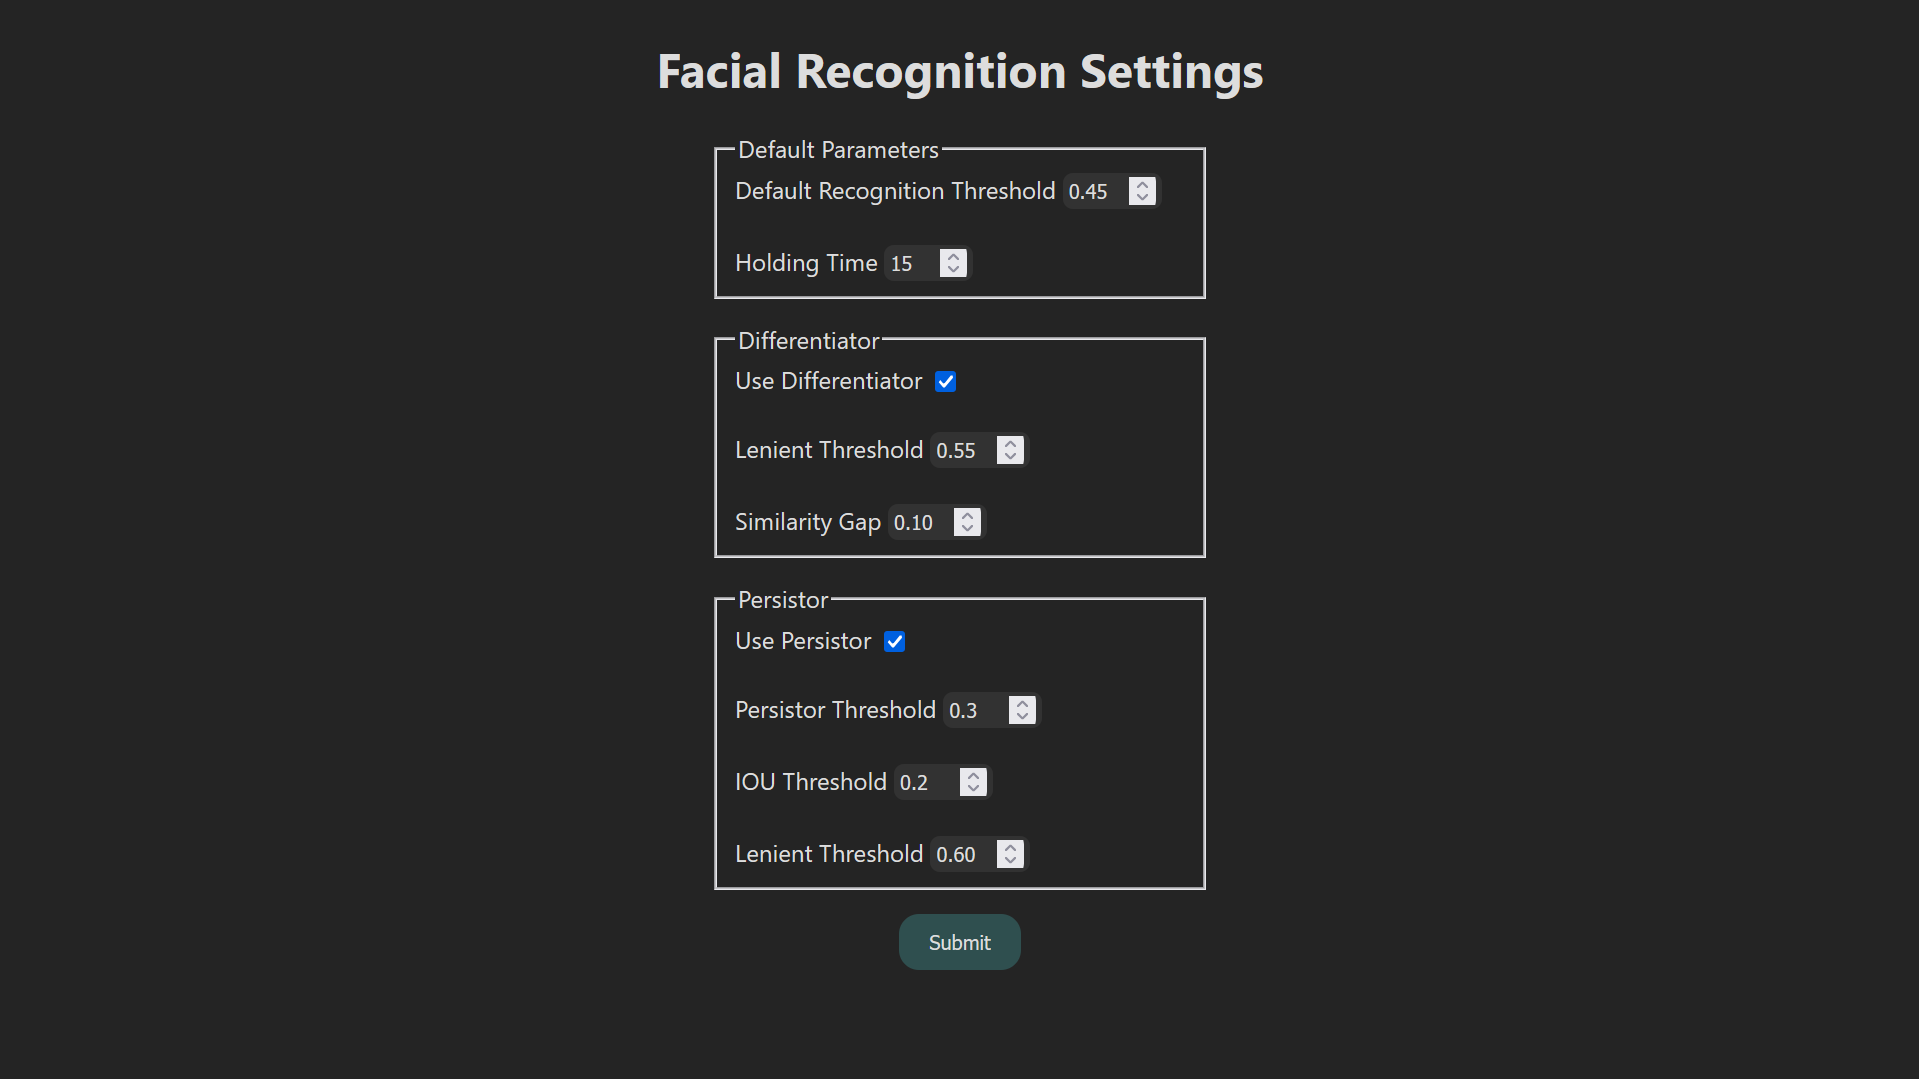 Facial Recognition Settings
Default Parameters
Default Recognition Threshold 0.45
Holding Time 15
Differentiator
Use Differentiator
Lenient Threshold 0.55
Similarity Gap 0.10
Persistor
Use Persistor
Persistor Threshold 0.3
IOU Threshold 0.2
Lenient Threshold 0.60
Submit